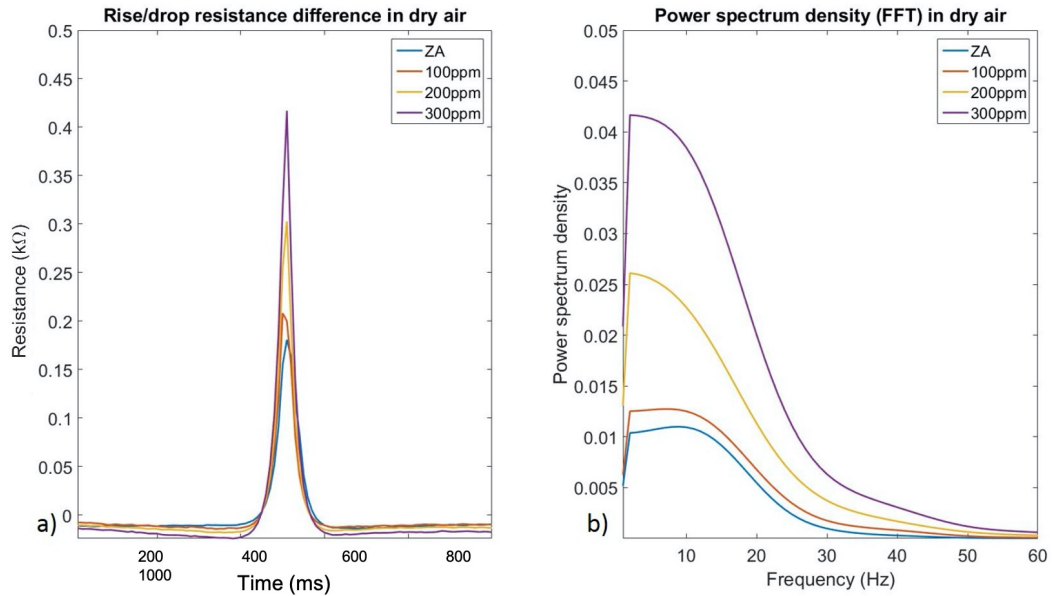 Rise/drop resistance difference in dry air
0.5
0.45
0.4
0.35
0.3
0.25
0.2
0.15
0.1
0.05
0
Resistance (kΩ)
ZA
100ppm
200ppm
300ppm
a)
200
400
600
800
1000
Time (ms)
Power spectrum density (FFT) in dry air
0.05
0.045
0.04
0.035
0.03
0.025
0.02
0.015
0.01
0.005
Power spectrum density
ZA
100ppm
200ppm
300ppm
b)
10
20
30
40
50
60
Frequency (Hz)